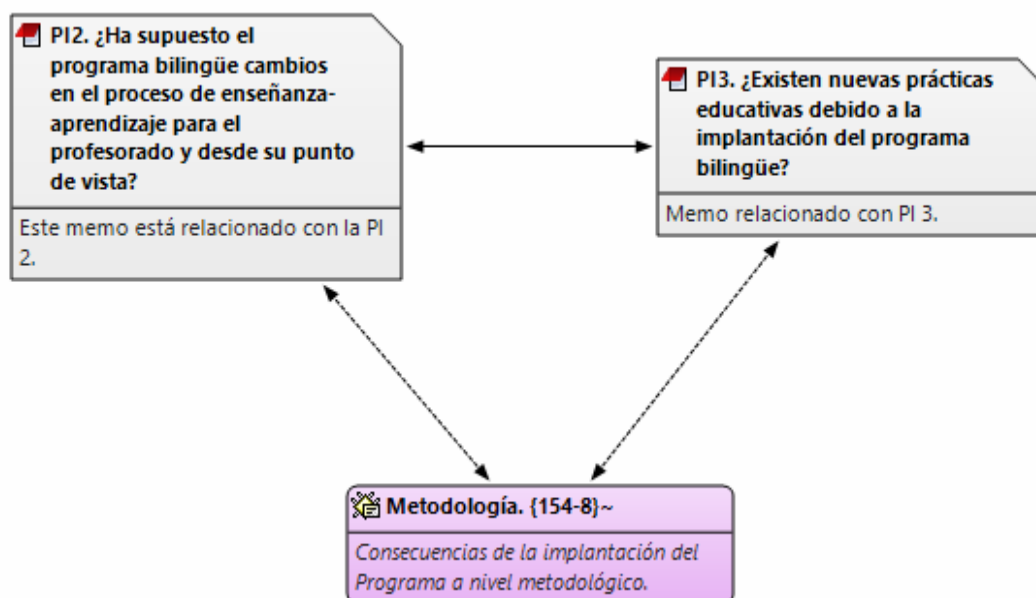 PI2. ¿Ha supuesto el
programa bilingüe cambios
en el proceso de enseñanza-
aprendizaje para el
profesorado y desde su punto
de vista?
Este memo está relacionado con la PI
2.
PI3. ¿Existen nuevas prácticas
educativas debido a la
implantación del programa
bilingüe?
Memo relacionado con PI 3.
Metodología. {154-8}~
Consecuencias de la implantación del
Programa a nivel metodológico.